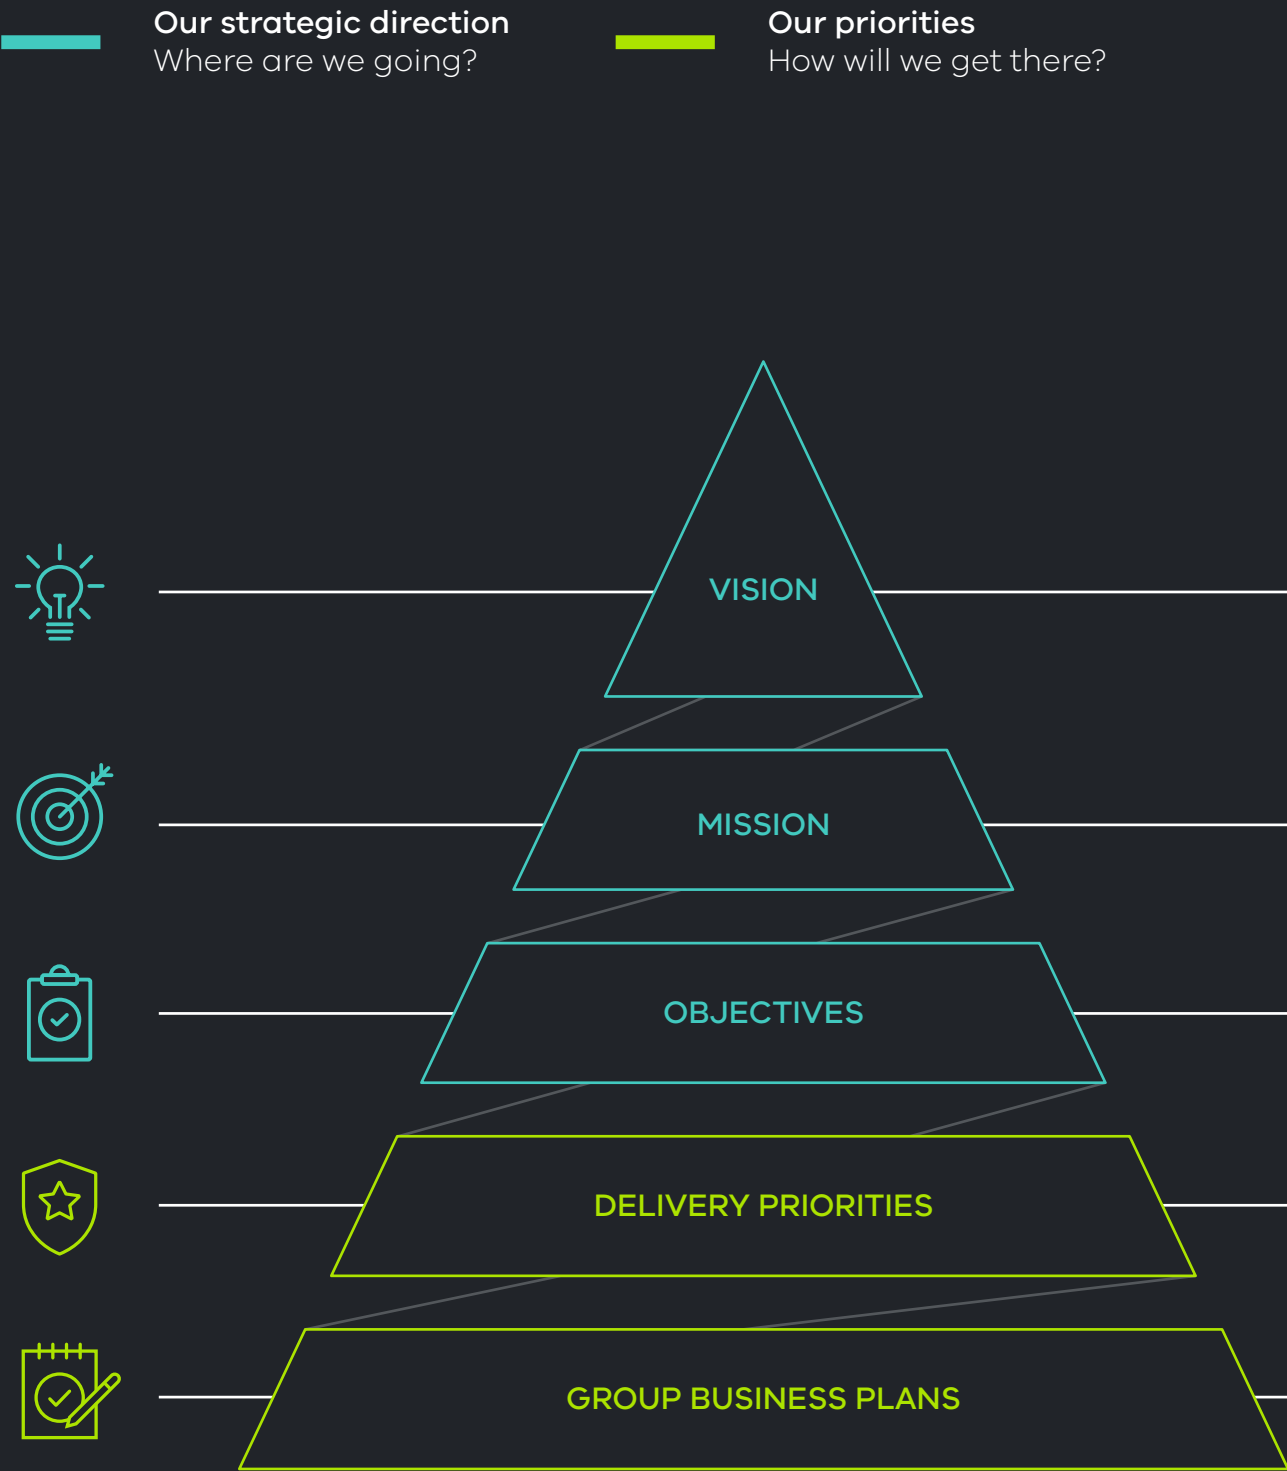 Our strategic direction
Where are we going?
Our priorities
How will we get there?
VISION
MISSION
OBJECTIVES
DELIVERY PRIORITIES
GROUP BUSINESS PLANS